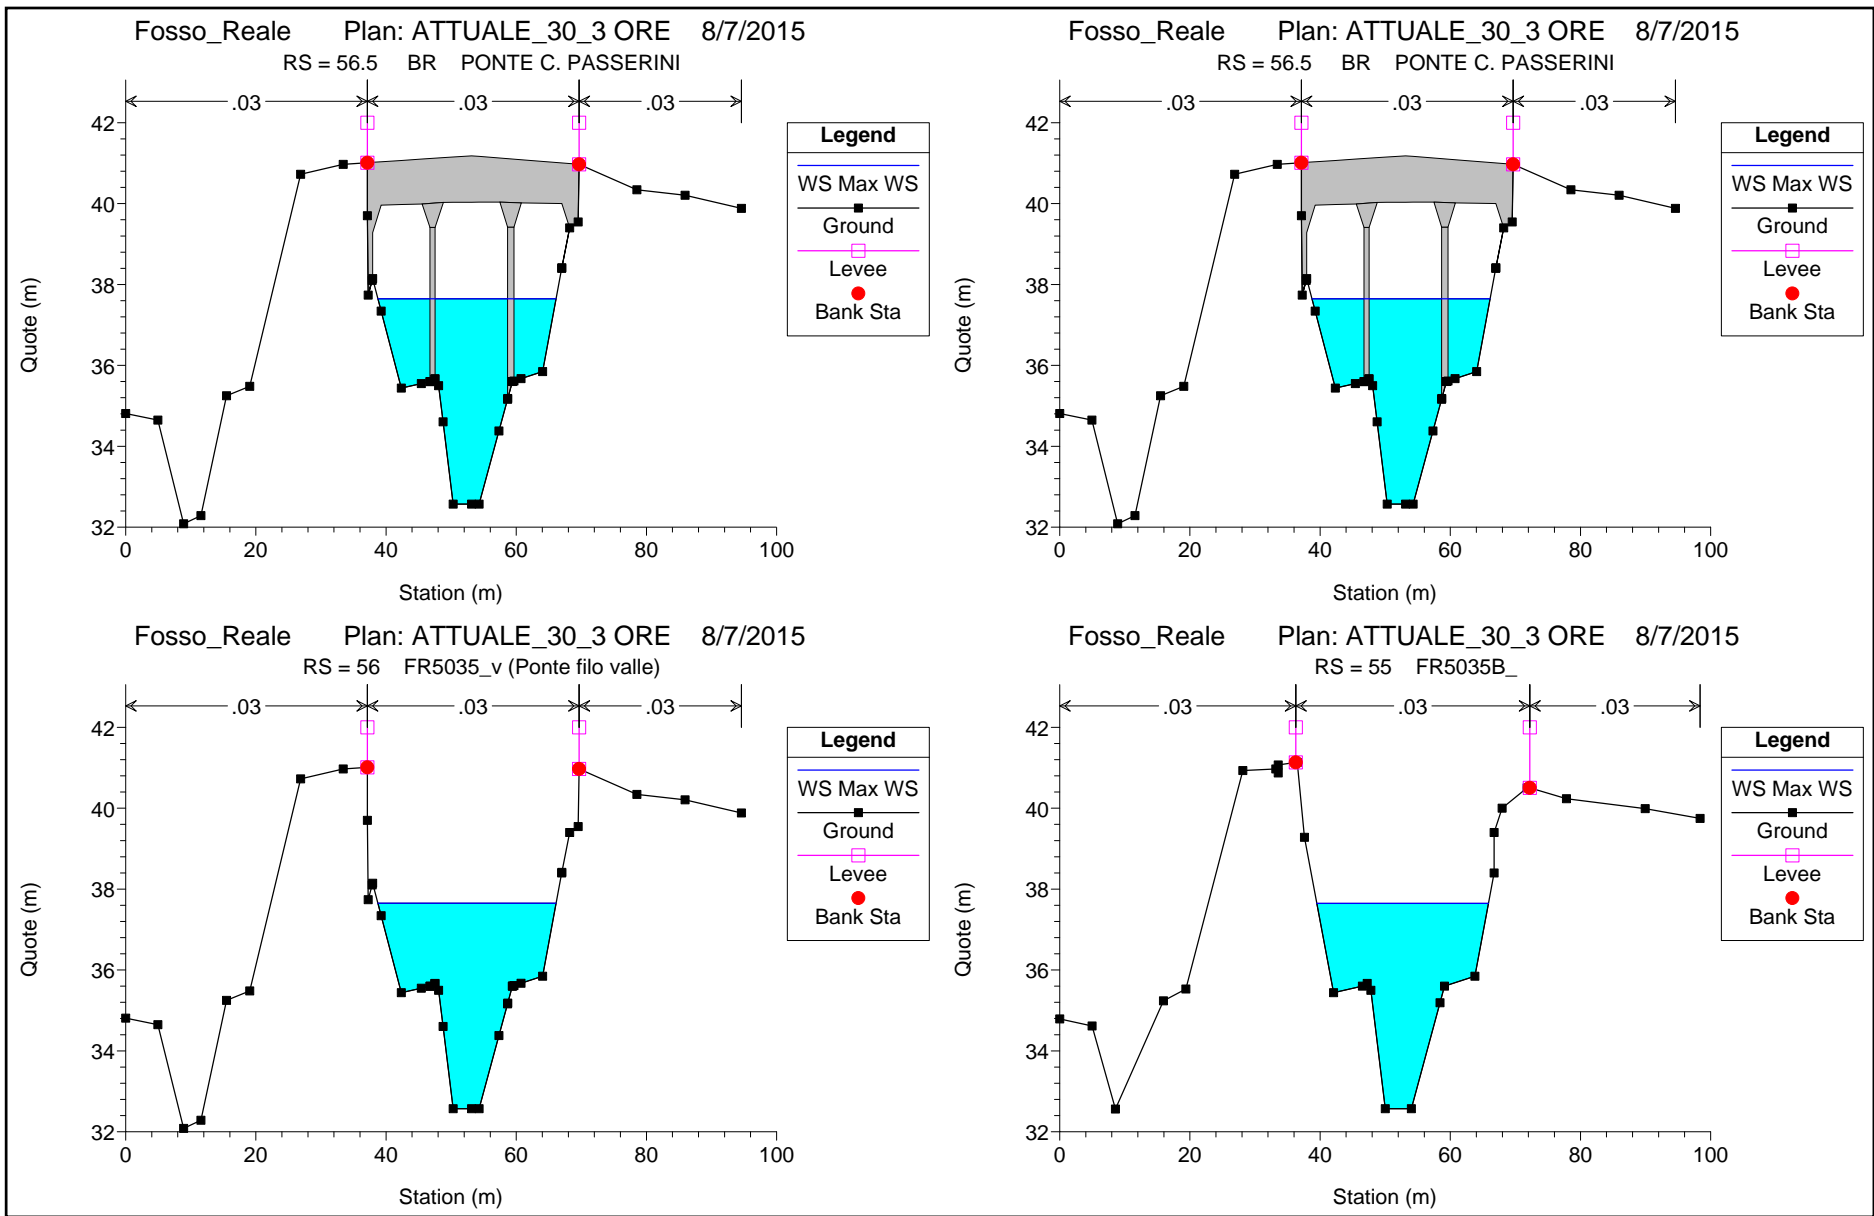 Fosso_Reale Plan: ATTUALE_30_3 ORE 8/7/2015
RS = 56.5 BR PONTE C. PASSERINI
.03 .03 .03
42
40
38
36
34
32
0 20 40 60 80 100
Quote (m)
Station (m)
Legend
WS Max WS
Ground
Levee
Bank Sta
Fosso_Reale Plan: ATTUALE_30_3 ORE 8/7/2015
RS = 56.5 BR PONTE C. PASSERINI
.03 .03 .03
42
40
38
36
34
32
0 20 40 60 80 100
Quote (m)
Station (m)
Legend
WS Max WS
Ground
Levee
Bank Sta
Fosso_Reale Plan: ATTUALE_30_3 ORE 8/7/2015
RS = 56 FR5035_v (Ponte filo valle)
.03 .03 .03
42
40
38
36
34
32
0 20 40 60 80 100
Quote (m)
Station (m)
Legend
WS Max WS
Ground
Levee
Bank Sta
Fosso_Reale Plan: ATTUALE_30_3 ORE 8/7/2015
RS = 55 FR5035B_
.03 .03 .03
42
40
38
36
34
32
0 20 40 60 80 100
Quote (m)
Station (m)
Legend
WS Max WS
Ground
Levee
Bank Sta